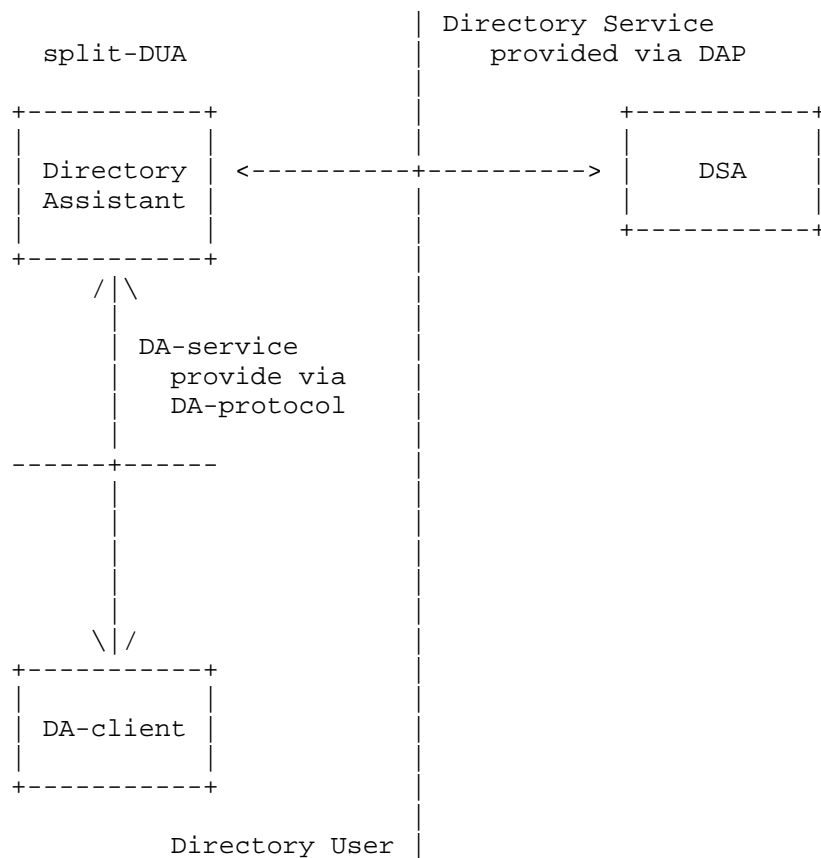 Directory Service
split-DUA provided via DAP
Directory DSA
Assistant
DA-service
provide via
DA-protocol
DA-client
Directory User